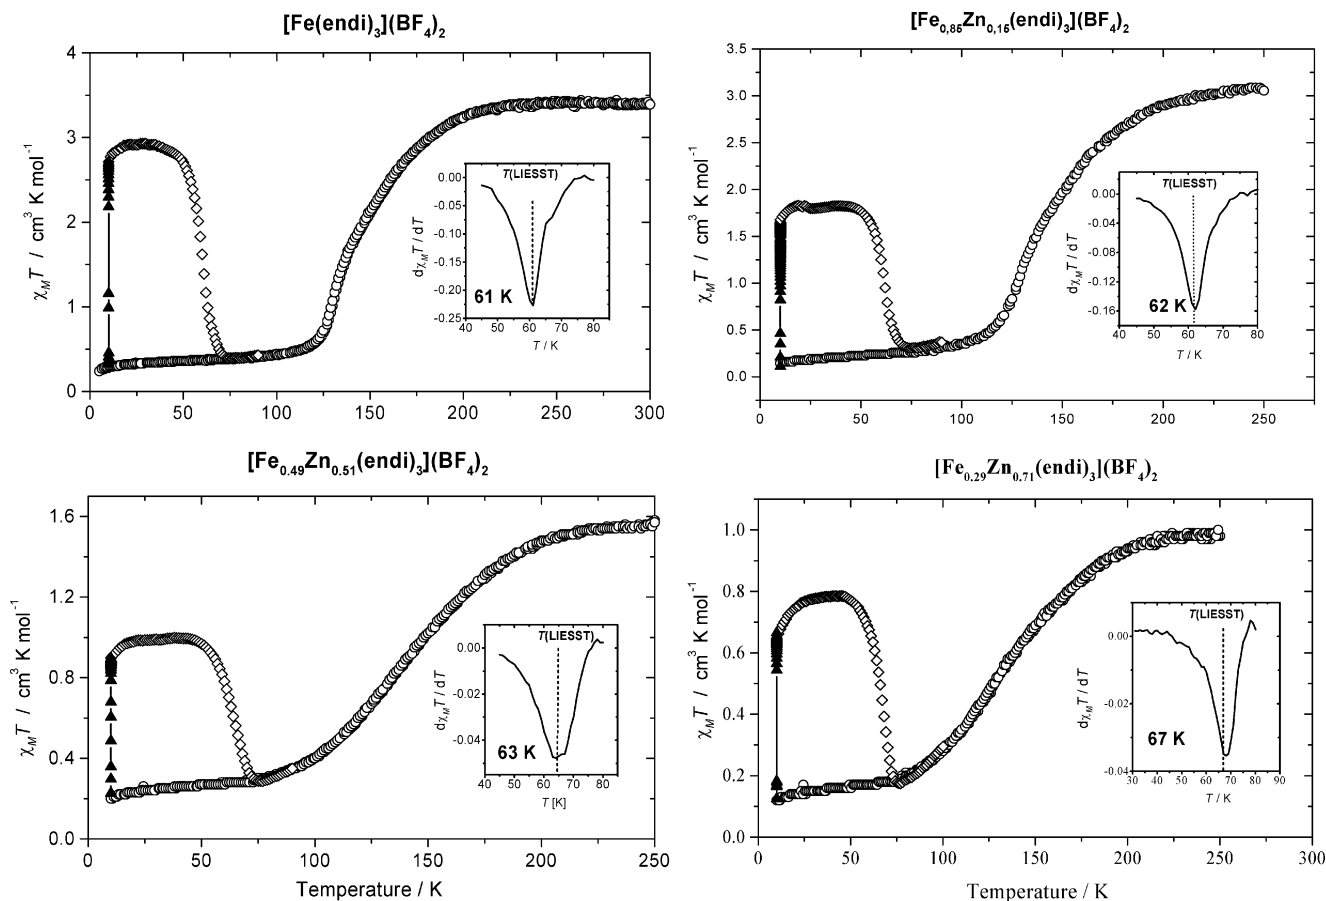 [Fe(endi)₃](BF₄)₂
4
3
2
1
0
0 50 100 150 200 250 300
χ_M T / cm³ K mol⁻¹
T(LIESST)
0.00
-0.05
-0.10
-0.15
-0.20
-0.25
40 50 60 70 80
dχ_M T / dT
61 K
T / K
[Fe₀,₈₅Zn₀,₁₅(endi)₃](BF₄)₂
3.5
3.0
2.5
2.0
1.5
1.0
0.5
0.0
0 50 100 150 200 250
χ_M T / cm³ K mol⁻¹
T(LIESST)
0.00
-0.04
-0.08
-0.12
-0.16
40 50 60 70 80
dχ_M T / dT
62 K
T / K
[Fe₀.₄₉Zn₀.₅₁(endi)₃](BF₄)₂
1.6
1.2
0.8
0.4
0.0
0 50 100 150 200 250
χ_M T / cm³ K mol⁻¹
Temperature / K
T(LIESST)
0.00
-0.02
-0.04
40 50 60 70 80
dχ_M T / dT
63 K
T [K]
[Fe₀.₂₉Zn₀.₇₁(endi)₃](BF₄)₂
1.0
0.8
0.6
0.4
0.2
0.0
0 50 100 150 200 250 300
χ_M T / cm³ K mol⁻¹
Temperature / K
T(LIESST)
0.00
-0.02
-0.04
30 40 50 60 70 80 90
dχ_M T / dT
67 K
T / K